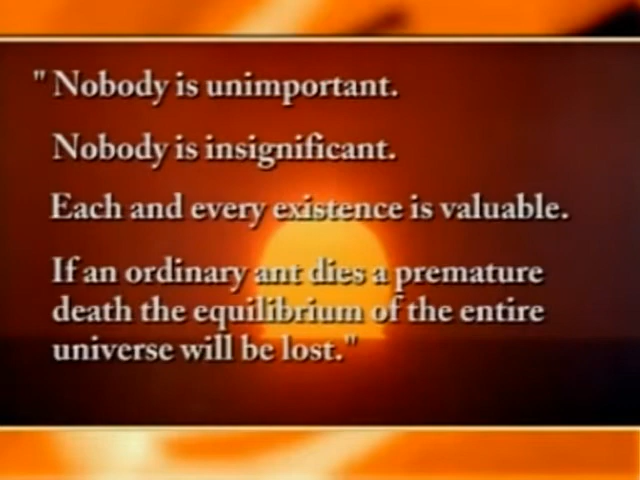 " Nobody is unimportant.
Nobody is insignificant.
Each and every existence is valuable.
If an ordinary ant dies a premature
death the equilibrium of the entire
universe will be lost."